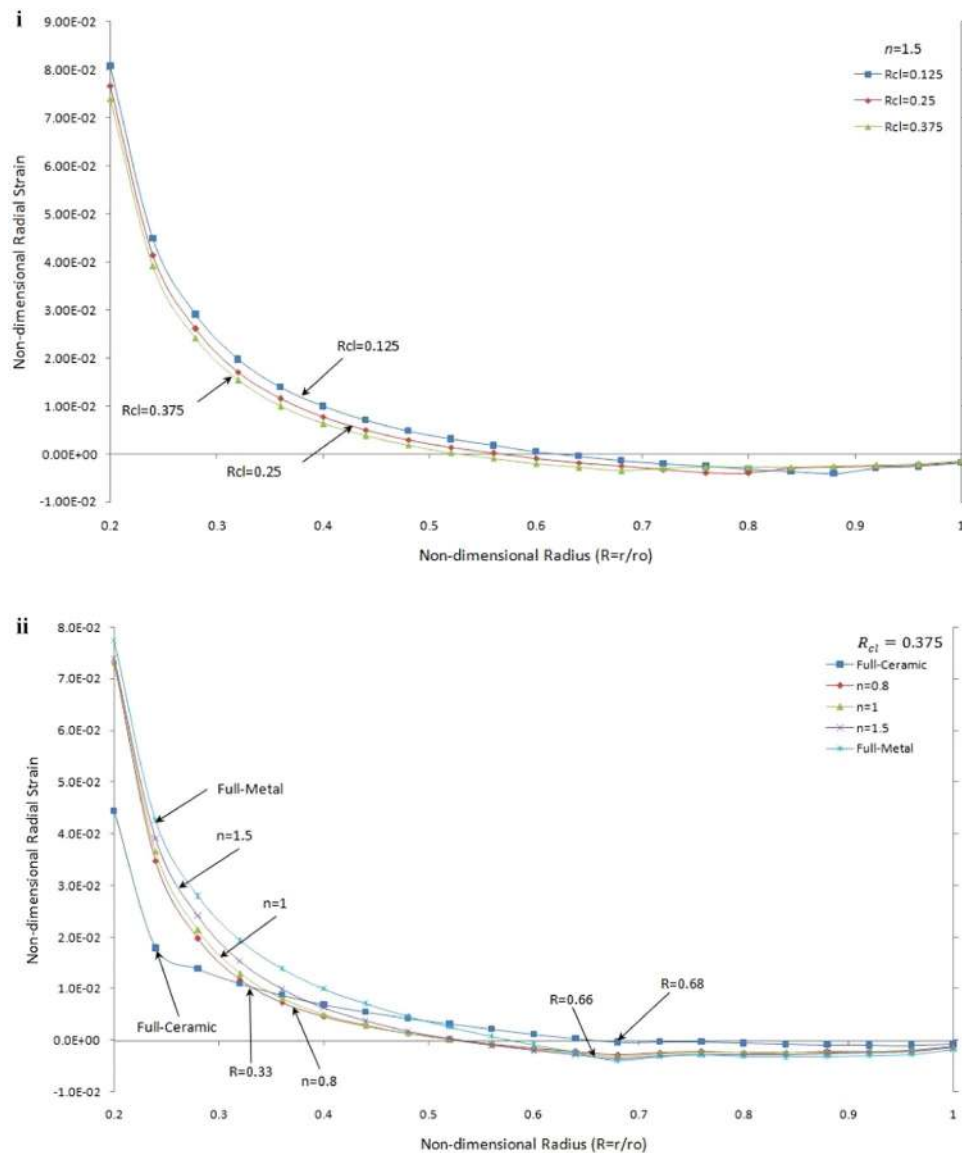 i
9.00E-02
8.00E-02
7.00E-02
6.00E-02
5.00E-02
4.00E-02
3.00E-02
2.00E-02
1.00E-02
0.00E+00
-1.00E-02
Non-dimensional Radial Strain
n=1.5
Rcl=0.125
Rcl=0.25
Rcl=0.375
Rcl=0.125
Rcl=0.375
Rcl=0.25
0.2 0.3 0.4 0.5 0.6 0.7 0.8 0.9 1
Non-dimensional Radius (R=r/ro)
ii
8.0E-02
7.0E-02
6.0E-02
5.0E-02
4.0E-02
3.0E-02
2.0E-02
1.0E-02
0.0E+00
-1.0E-02
Non-dimensional Radial Strain
R_cl = 0.375
Full-Ceramic
n=0.8
n=1
n=1.5
Full-Metal
Full-Metal
n=1.5
n=1
R=0.66
R=0.68
Full-Ceramic
R=0.33
n=0.8
0.2 0.3 0.4 0.5 0.6 0.7 0.8 0.9 1
Non-dimensional Radius (R=r/ro)